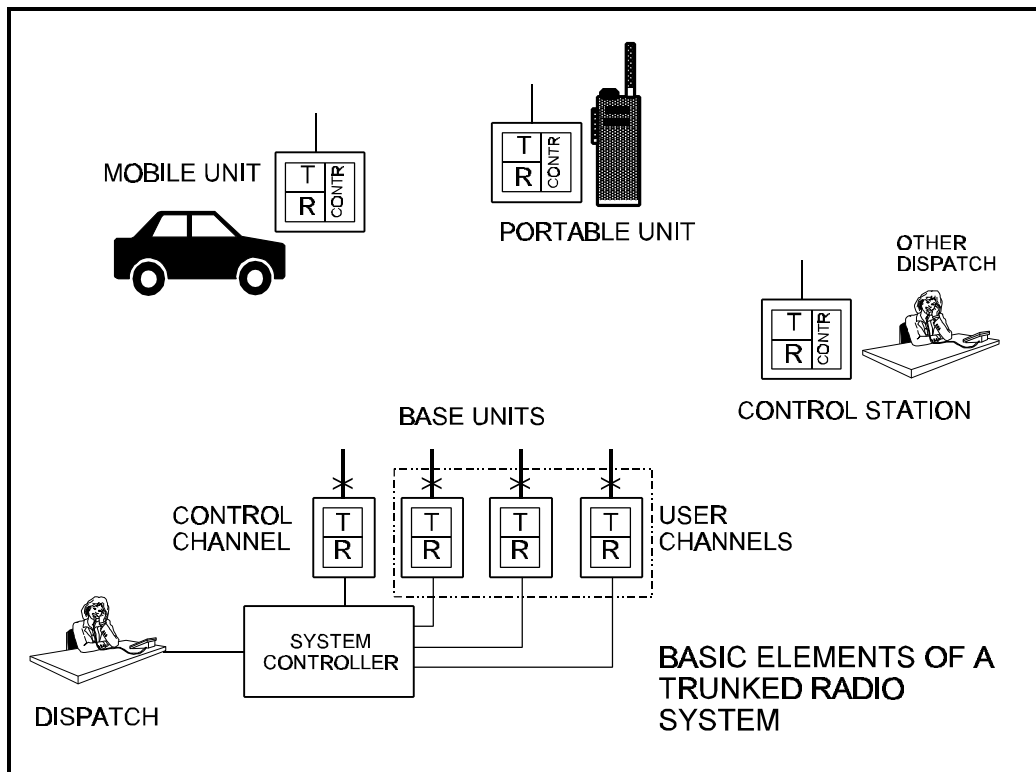 MOBILE UNIT
T
R
CONTR
T
R
CONTR
PORTABLE UNIT
OTHER
DISPATCH
T
R
CONTR
CONTROL STATION
BASE UNITS
CONTROL
CHANNEL
T
R
T
R
T
R
T
R
USER
CHANNELS
SYSTEM
CONTROLLER
DISPATCH
BASIC ELEMENTS OF A
TRUNKED RADIO
SYSTEM